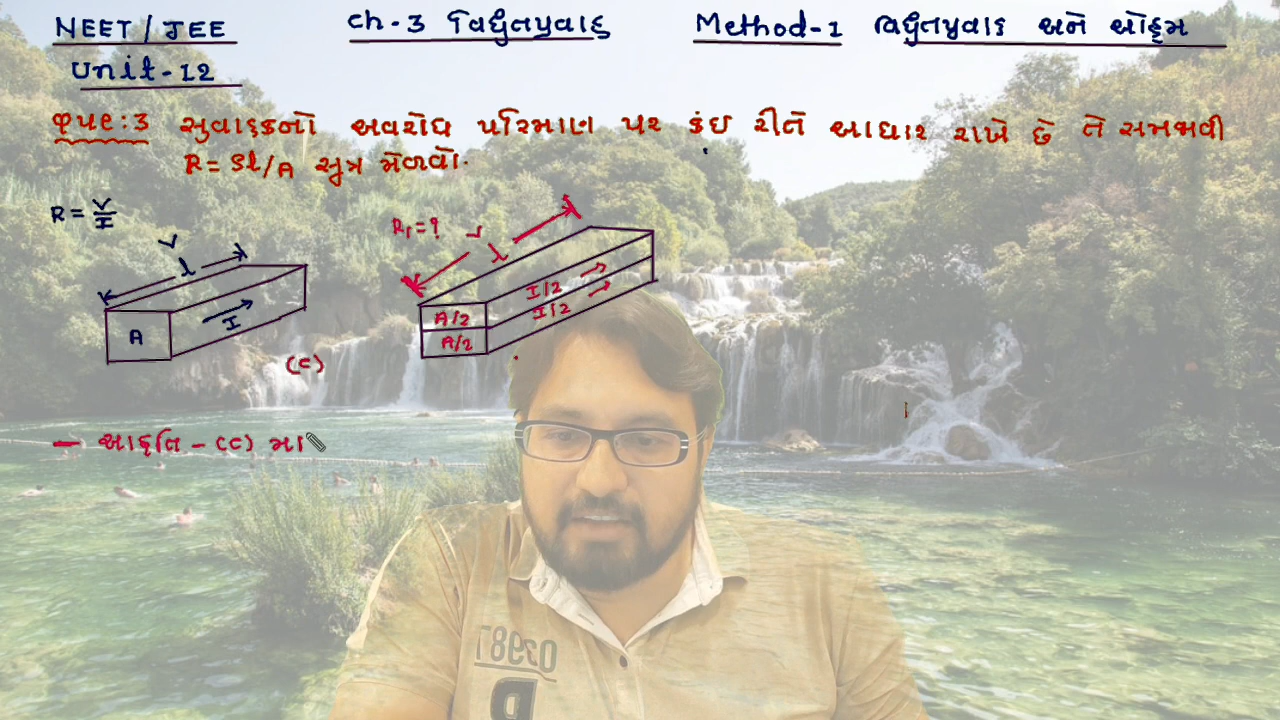 NEET / JEE ch-3 વિદ્યુતપ્રવાહ Method-1 વિદ્યુતપ્રવાહ અને ઓહ્મ
Unit-12
સુવાહકનો અવરોધ પરિમાણ પર કંઇ રીતે આધાર રાખે છે તે સમજાવી
R = ρl/A સૂત્ર મેળવો.
R = V/I
V
l
A
I
(C)
R₁ = ?
V
l
I/2
I/2
A/2
A/2
– આકૃતિ - (C) મા